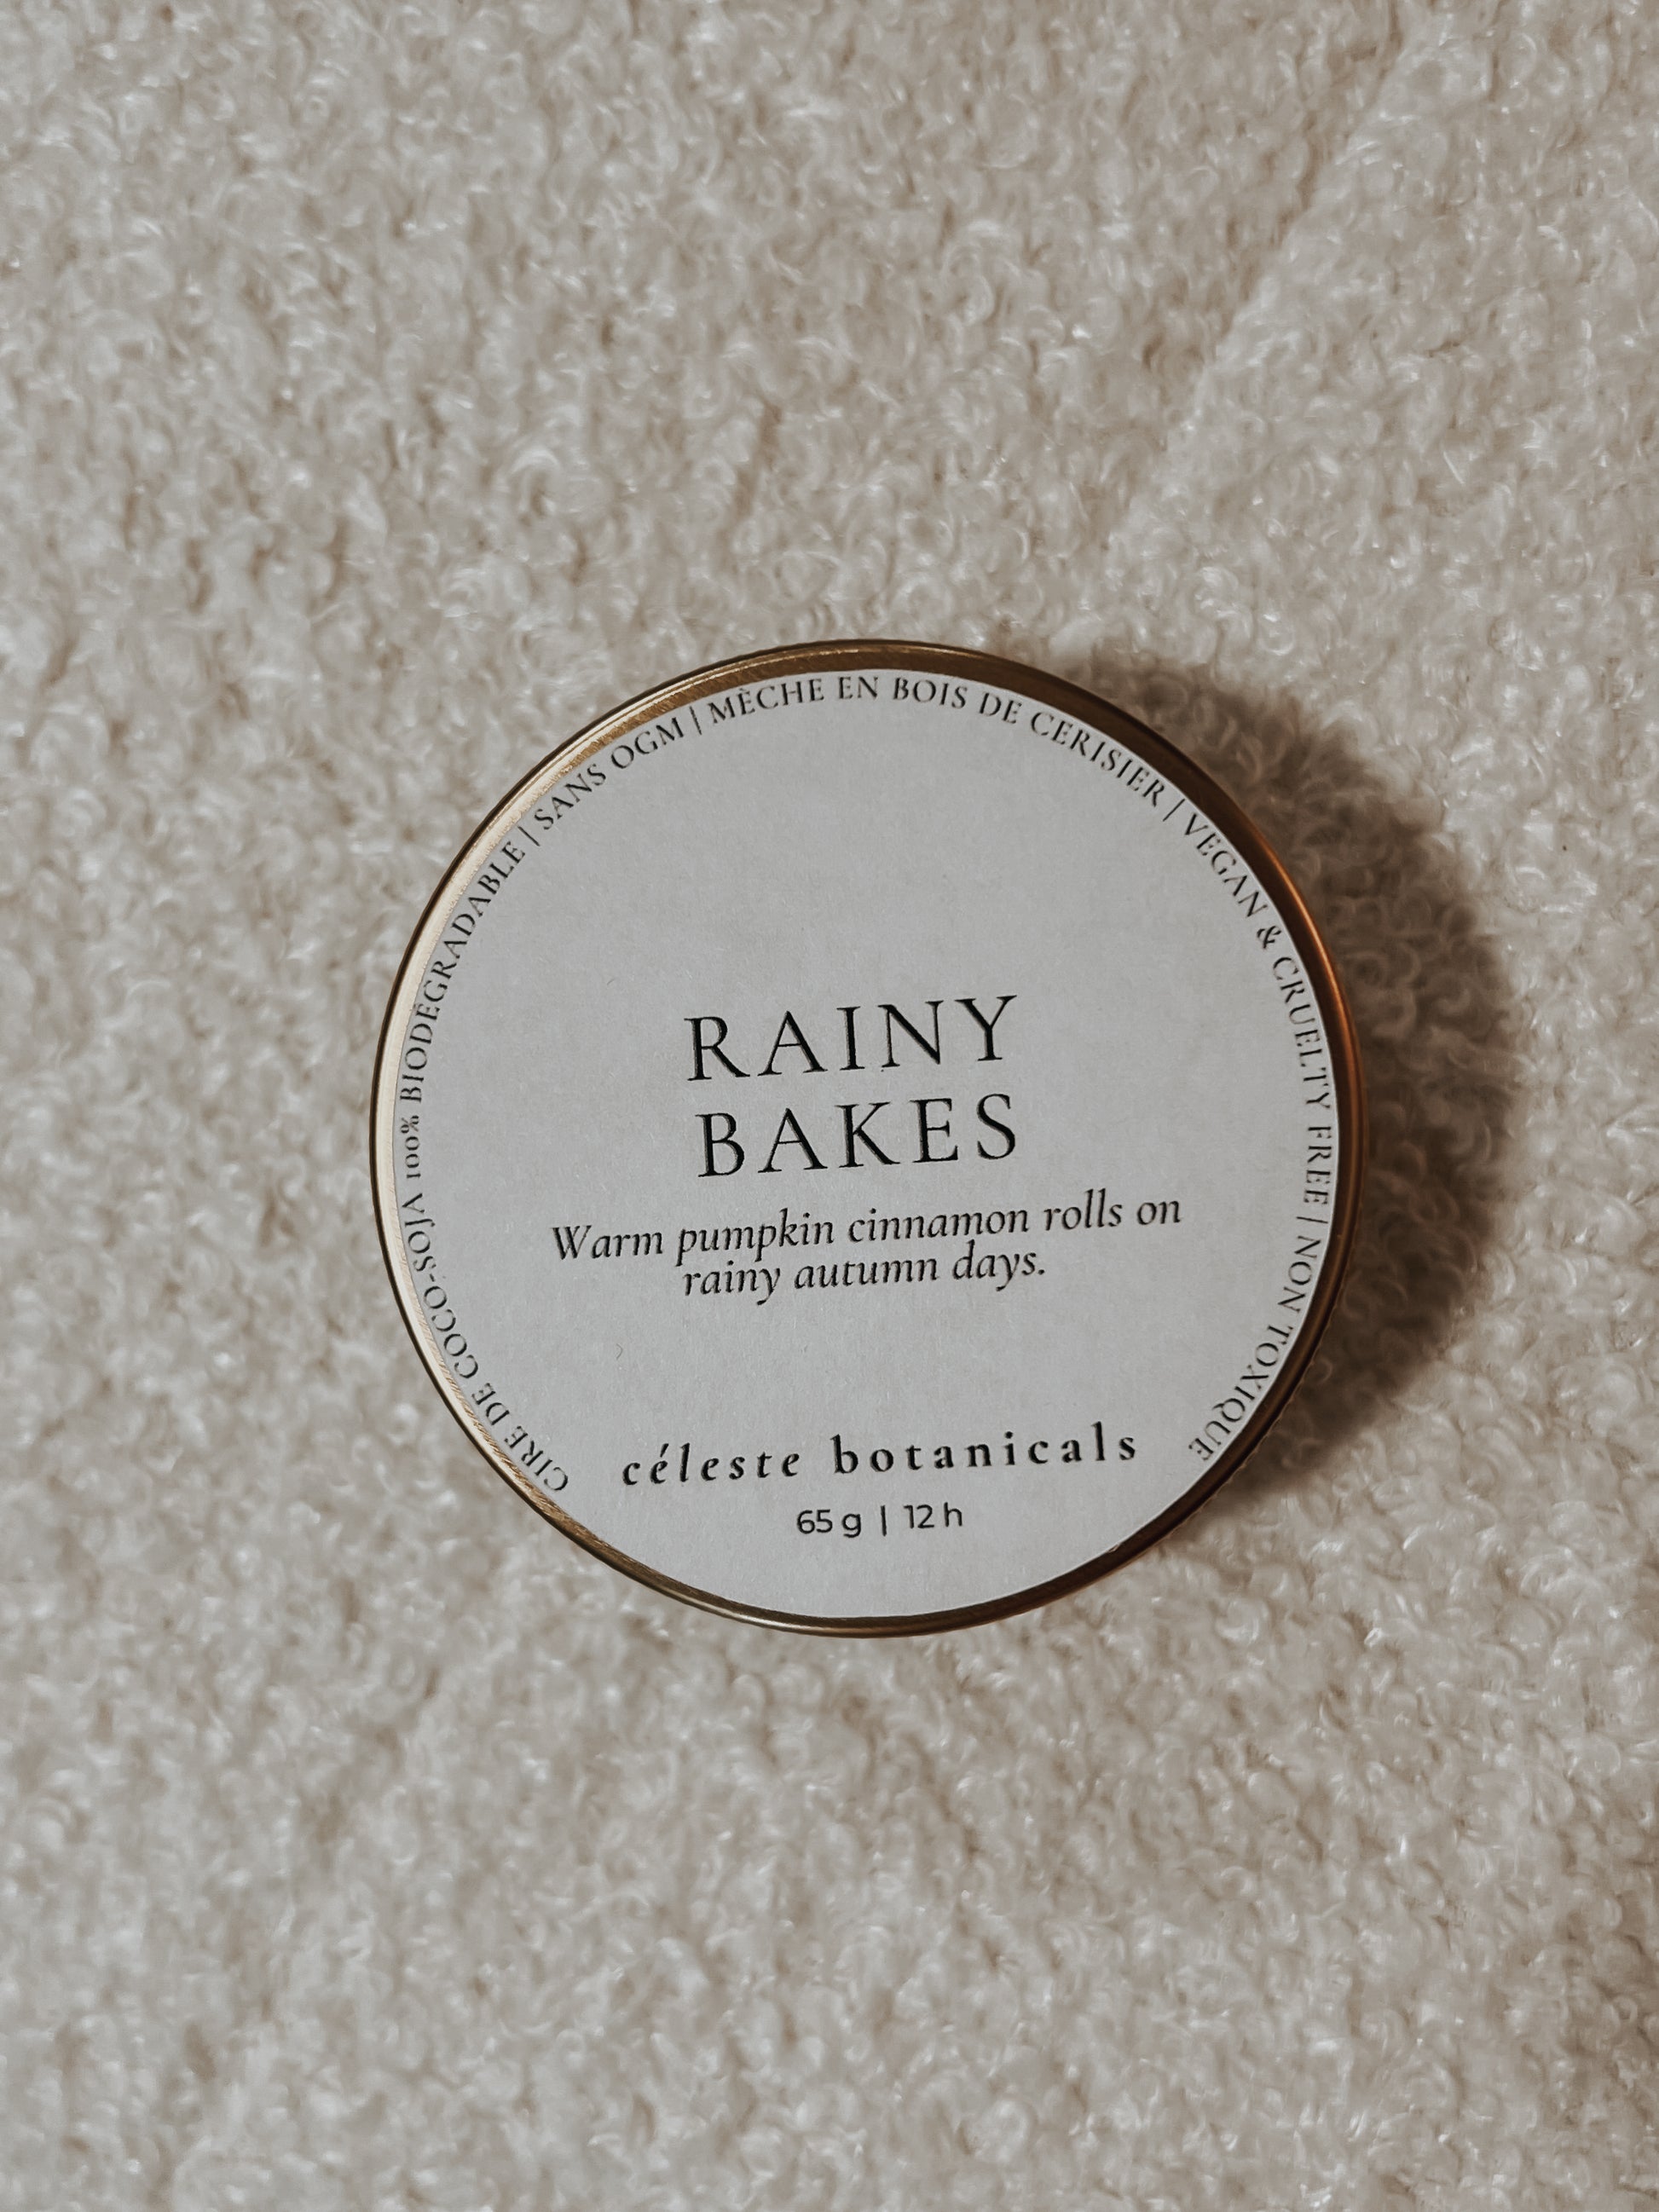 CIRE DE COCO-SOJA 100% BIODÉGRADABLE | SANS OGM | MÈCHE EN BOIS DE CERISIER | VEGAN & CRUELTY FREE | NON TOXIQUE
RAINY
BAKES
Warm pumpkin cinnamon rolls on
rainy autumn days.
céleste botanicals
65 g | 12 h